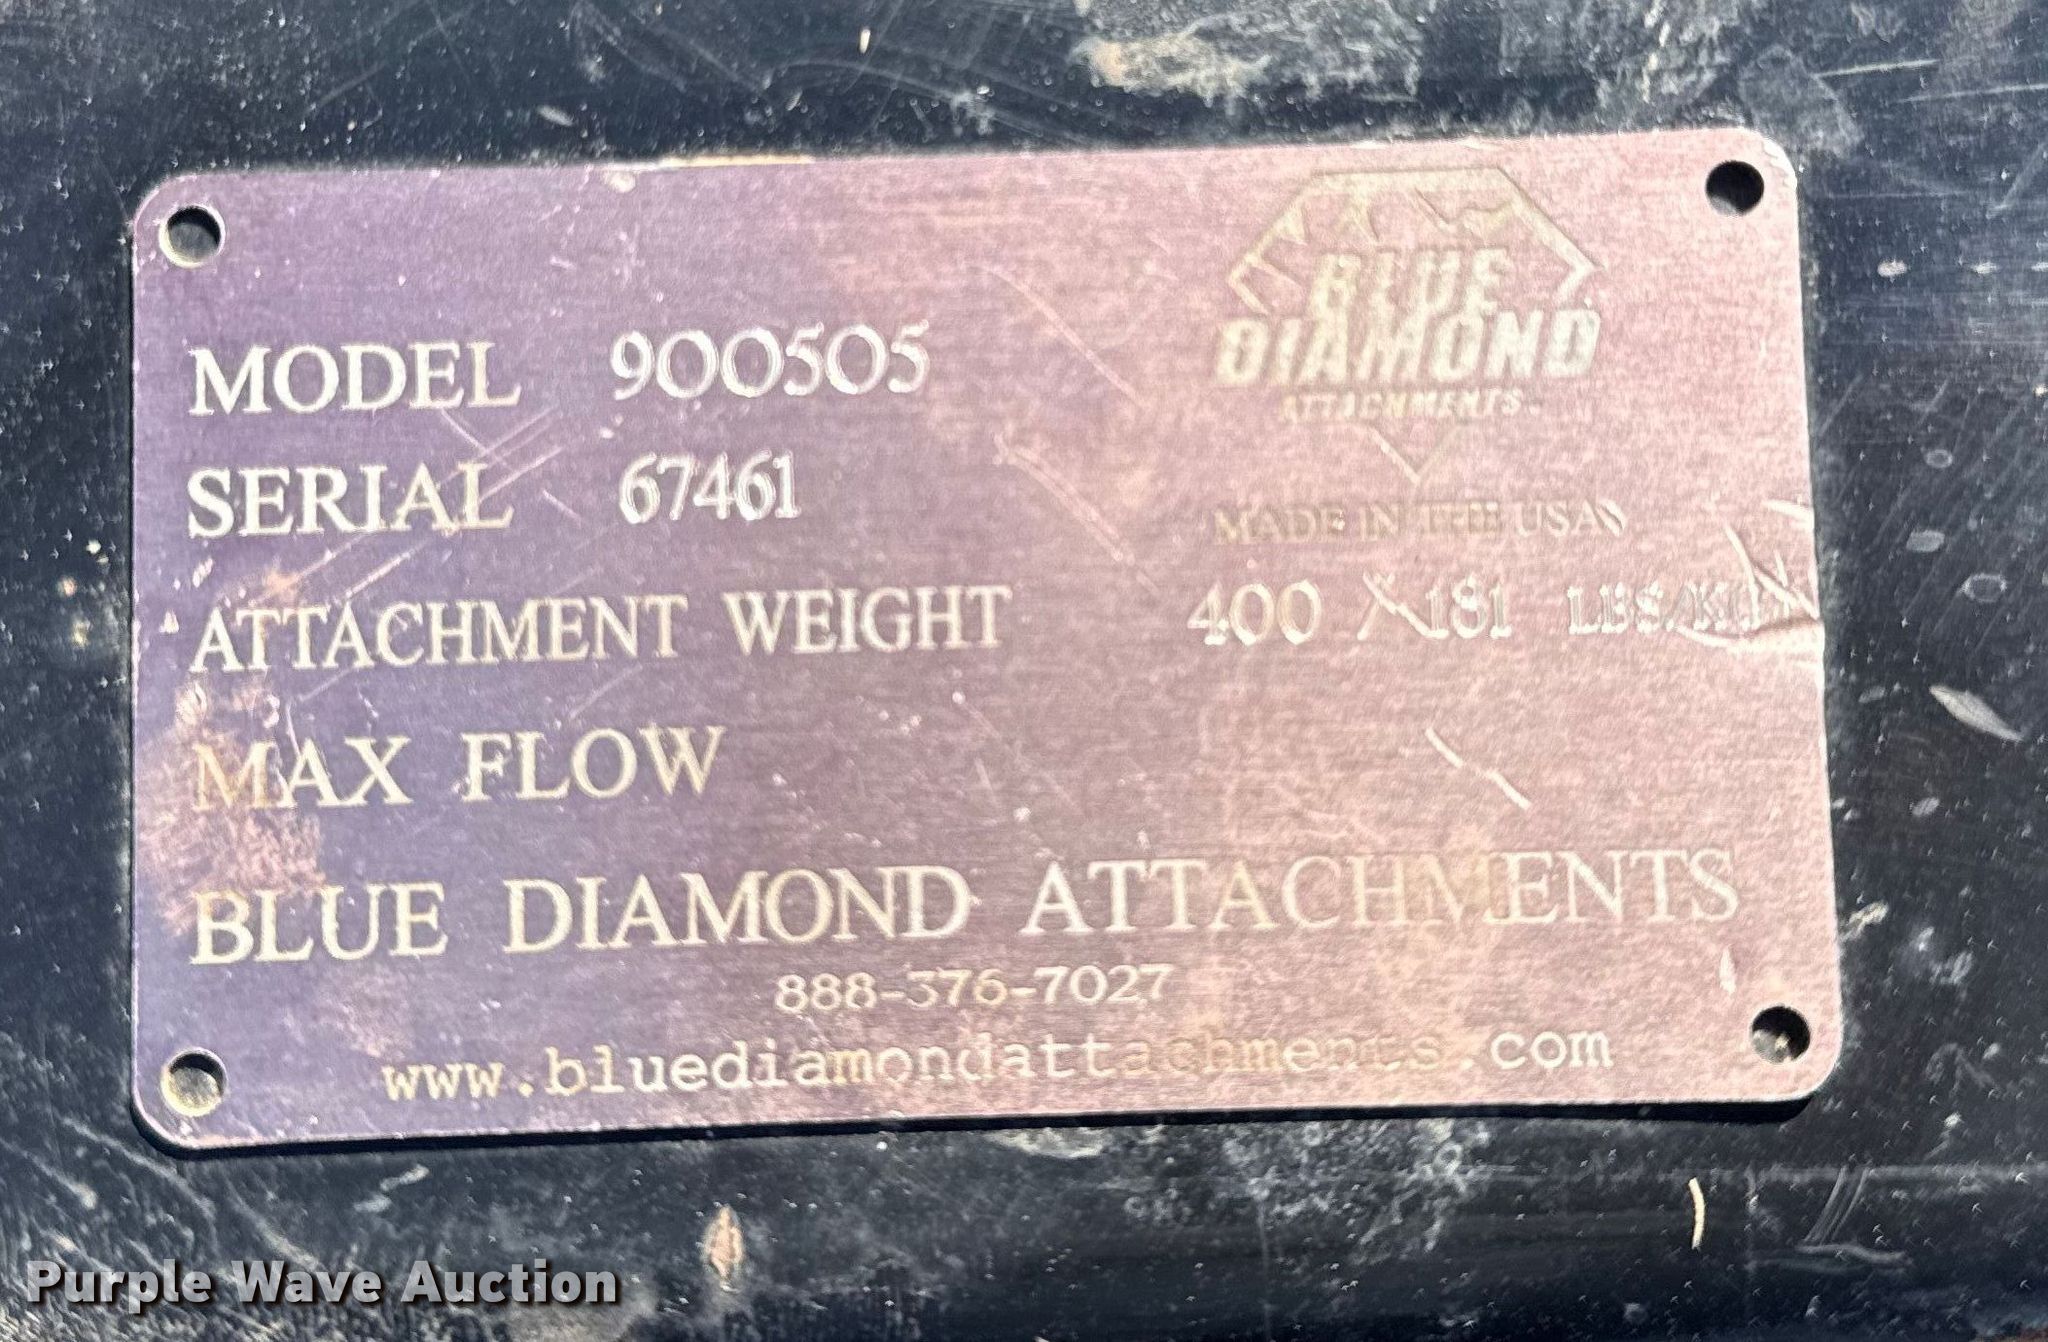 BLUE
DIAMOND
ATTACHMENTS
MADE IN THE USA
MODEL 900505
SERIAL 67461
ATTACHMENT WEIGHT 400 / 181 LBS/KG
MAX FLOW
BLUE DIAMOND ATTACHMENTS
888-376-7027
www.bluediamondattachments.com
Purple Wave Auction